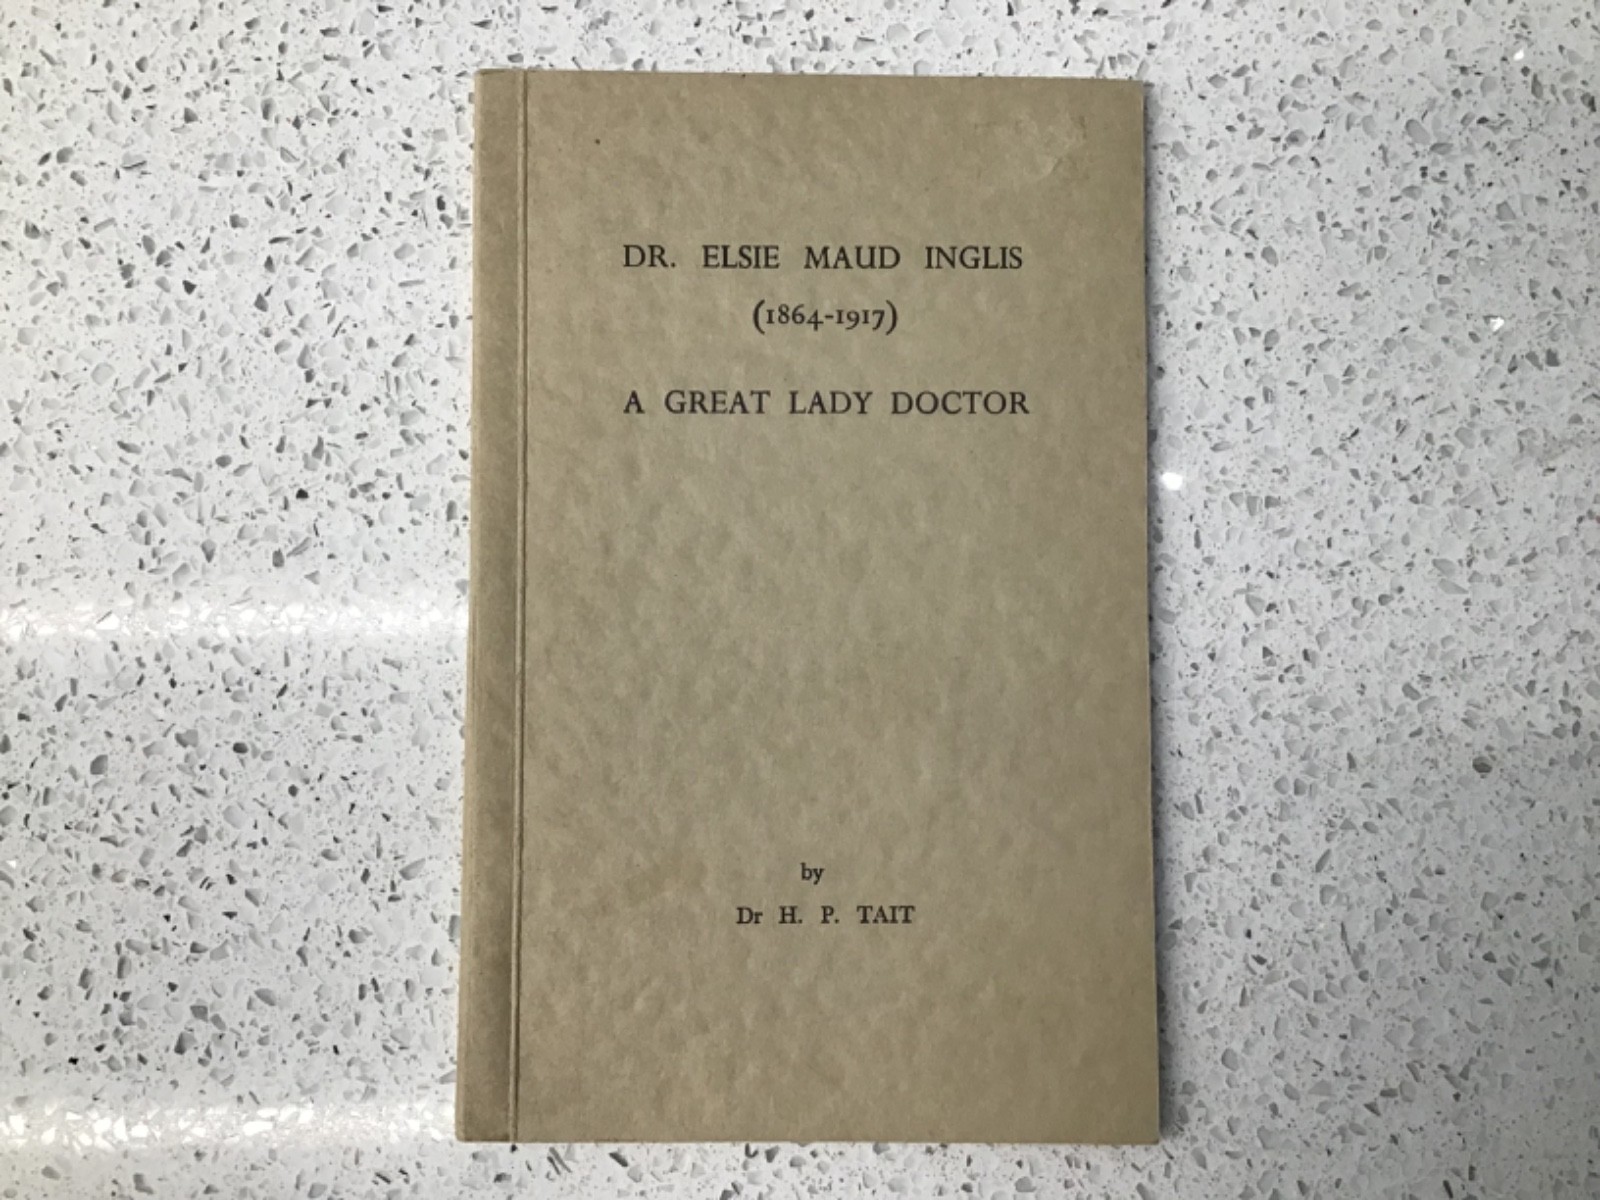 DR. ELSIE MAUD INGLIS
(1864-1917)
A GREAT LADY DOCTOR
by
Dr H. P. TAIT